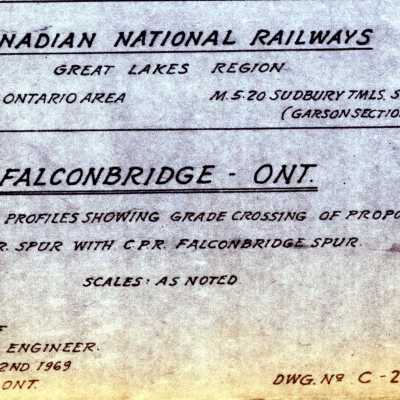 NADIAN NATIONAL RAILWAYS
GREAT LAKES REGION
ONTARIO AREA M.5.20 SUDBURY TMLS. S
(GARSON SECTIO
FALCONBRIDGE - ONT.
PROFILES SHOWING GRADE CROSSING OF PROPO
R. SPUR WITH C.P.R. FALCONBRIDGE SPUR.
SCALES: AS NOTED
ENGINEER.
2ND 1969
ONT. DWG. Nº C-2